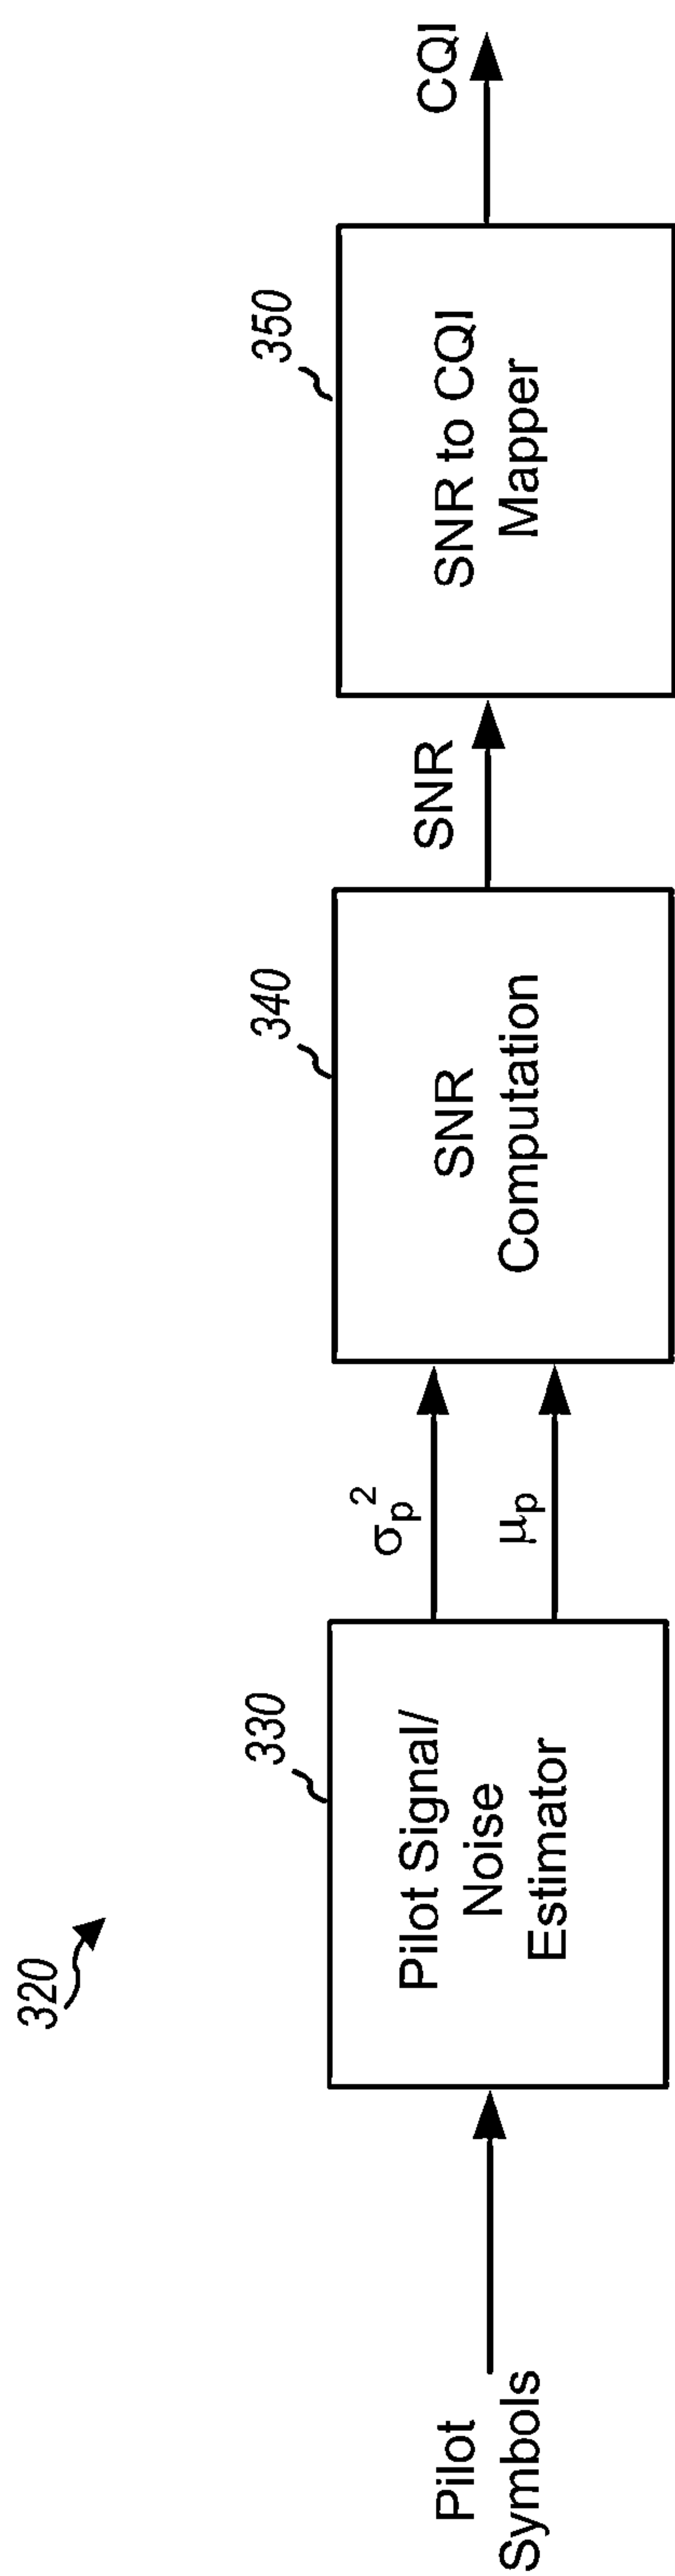 320
Pilot
Symbols
330
Pilot Signal/
Noise
Estimator
σp²
μp
340
SNR
Computation
SNR
350
SNR to CQI
Mapper
CQI